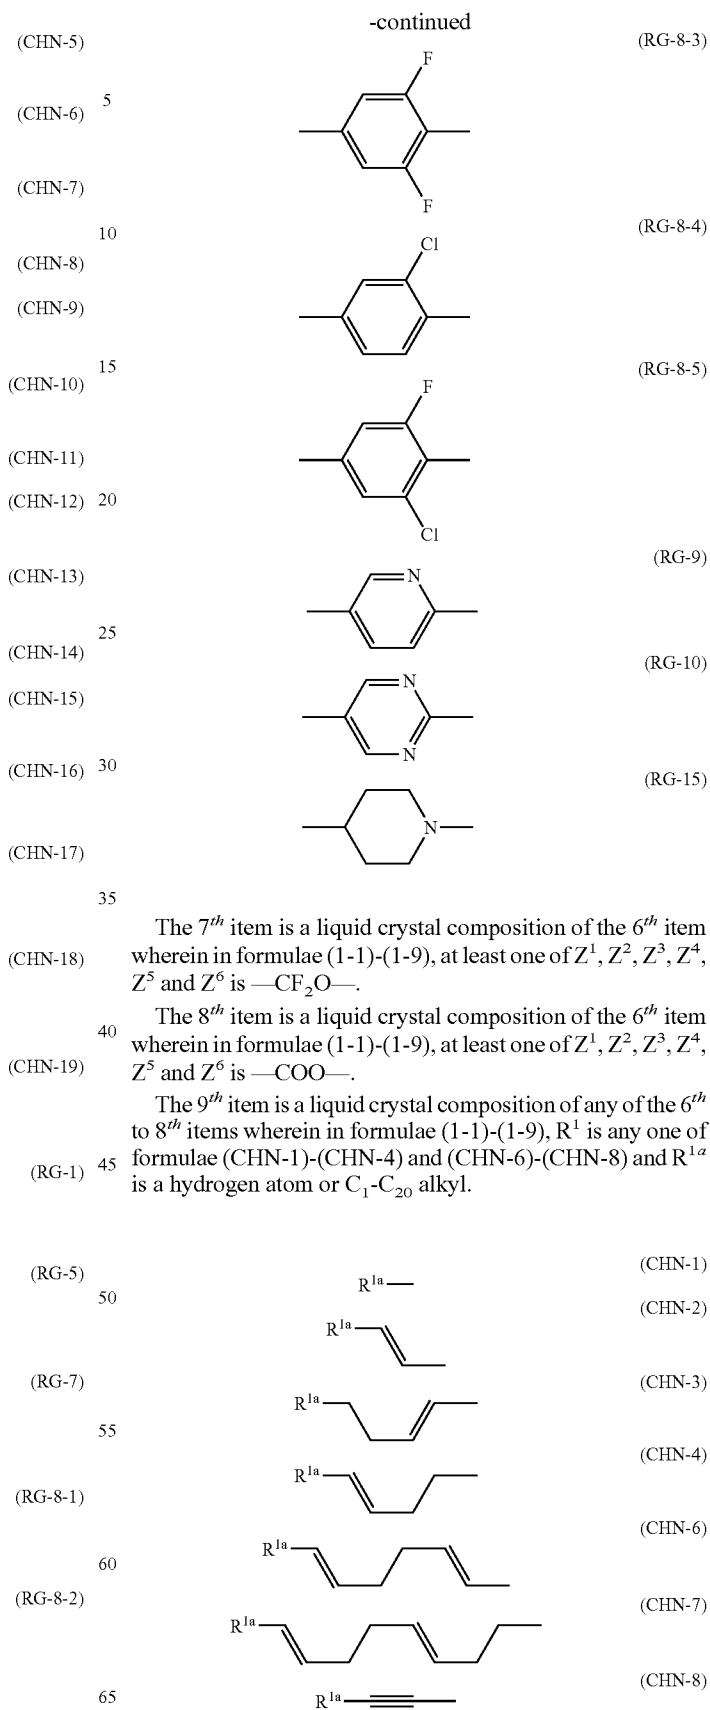 -continued
(CHN-5)
(RG-8-3)
F
5
(CHN-6)
(CHN-7)
F
(RG-8-4)
10
Cl
(CHN-8)
(CHN-9)
15
(RG-8-5)
(CHN-10)
F
(CHN-11)
(CHN-12)
20
Cl
(RG-9)
(CHN-13)
N
25
(CHN-14)
(RG-10)
N
(CHN-15)
N
(CHN-16)
30
(RG-15)
N
(CHN-17)
35
The 7th item is a liquid crystal composition of the 6th item
wherein in formulae (1-1)-(1-9), at least one of Z1, Z2, Z3, Z4,
(CHN-18)
Z5 and Z6 is —CF2O—.
The 8th item is a liquid crystal composition of the 6th item
40
wherein in formulae (1-1)-(1-9), at least one of Z1, Z2, Z3, Z4,
(CHN-19)
Z5 and Z6 is —COO—.
The 9th item is a liquid crystal composition of any of the 6th
to 8th items wherein in formulae (1-1)-(1-9), R1 is any one of
45
formulae (CHN-1)-(CHN-4) and (CHN-6)-(CHN-8) and R1a
(RG-1)
is a hydrogen atom or C1-C20 alkyl.
(CHN-1)
(RG-5)
R1a
50
(CHN-2)
R1a
(RG-7)
(CHN-3)
R1a
55
(CHN-4)
R1a
(RG-8-1)
(CHN-6)
R1a
60
(RG-8-2)
(CHN-7)
R1a
(CHN-8)
65
R1a